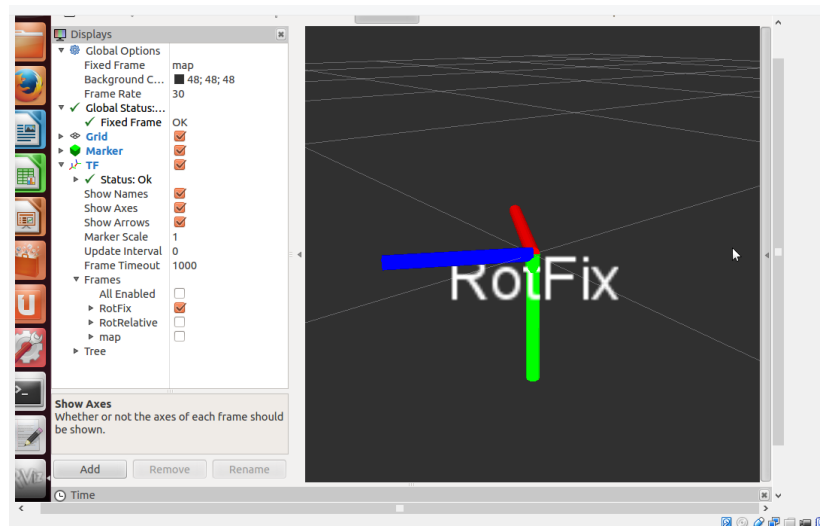 Displays
Global Options
Fixed Frame map
Background C... 48; 48; 48
Frame Rate 30
Global Status:...
Fixed Frame OK
Grid
Marker
TF
Status: Ok
Show Names
Show Axes
Show Arrows
Marker Scale 1
Update Interval 0
Frame Timeout 1000
Frames
All Enabled
RotFix
RotRelative
map
Tree
Show Axes
Whether or not the axes of each frame should
be shown.
Add Remove Rename
Time
RotFix